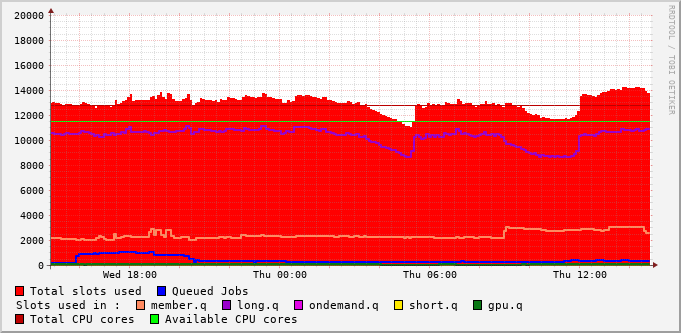 20000
18000
16000
14000
12000
10000
8000
6000
4000
2000
0
Wed 18:00 Thu 00:00 Thu 06:00 Thu 12:00
RRDTOOL / TOBI OETIKER
Total slots used Queued Jobs
Slots used in : member.q long.q ondemand.q short.q gpu.q
Total CPU cores Available CPU cores